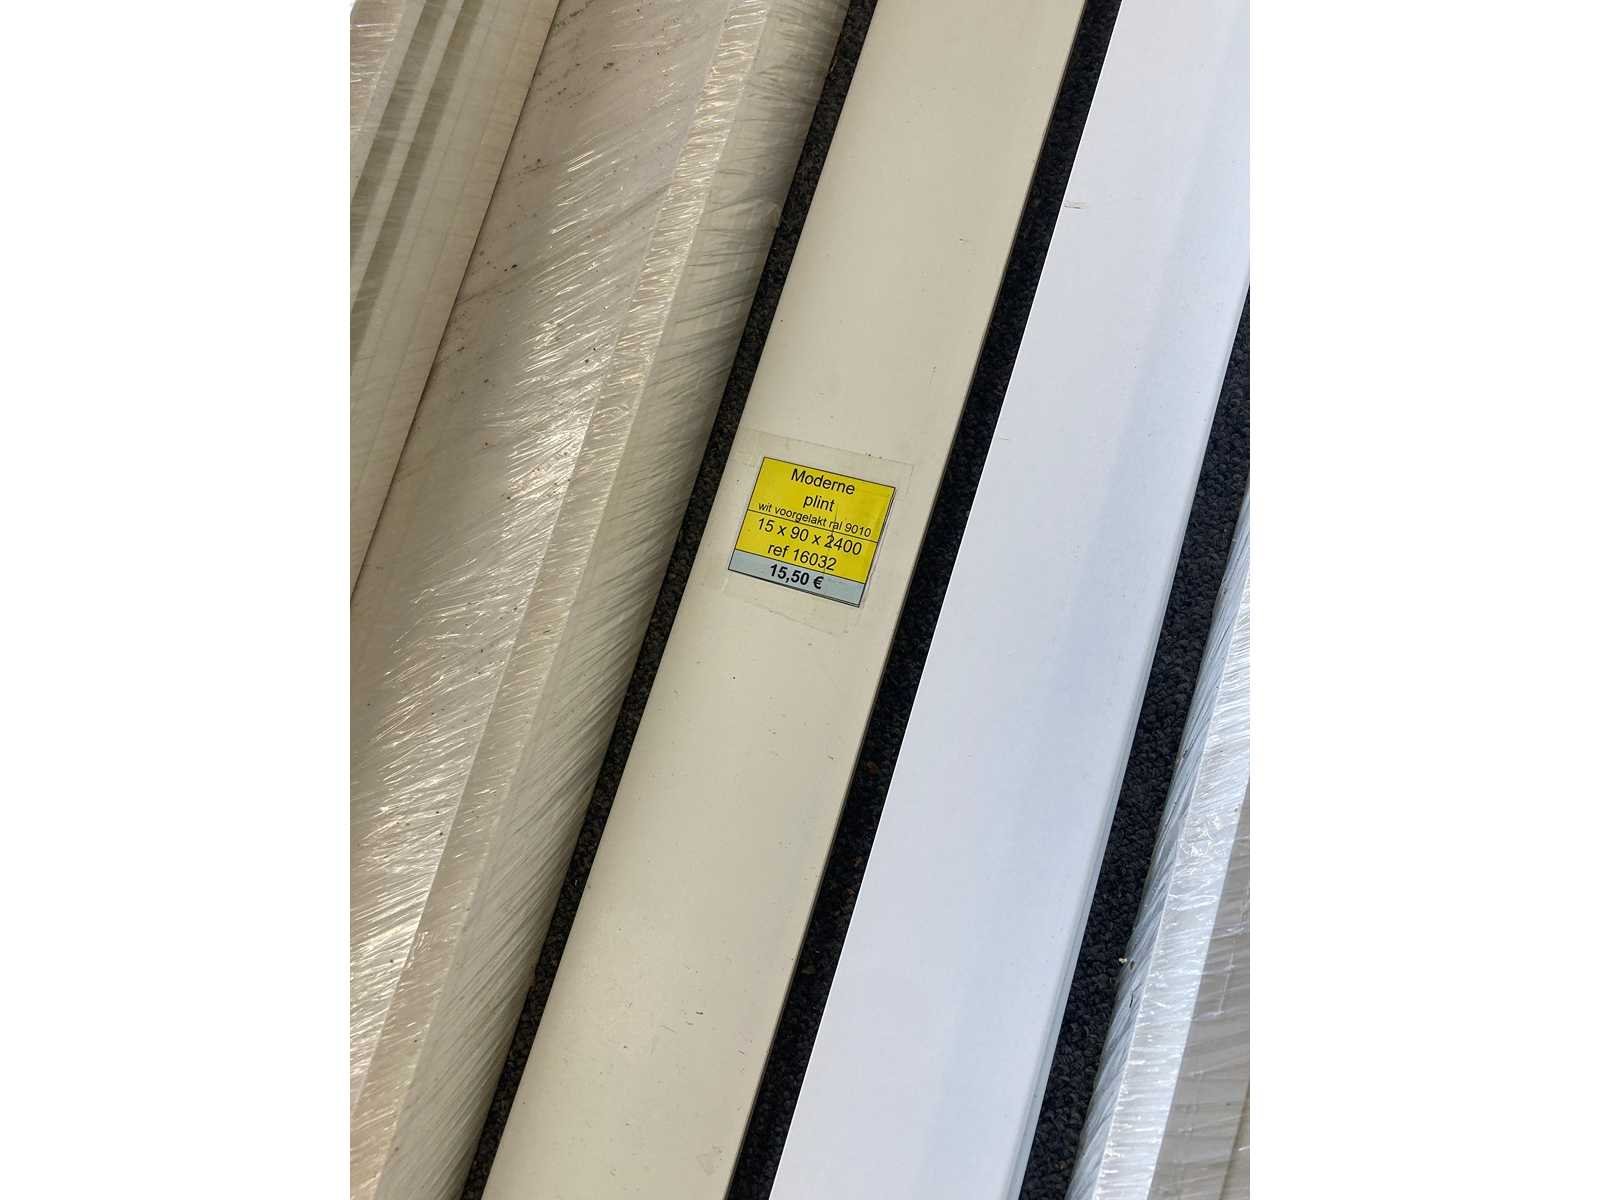 Moderne
plint
wit voorgelakt ral 9010
15 x 90 x 2400
ref 16032
15,50 €